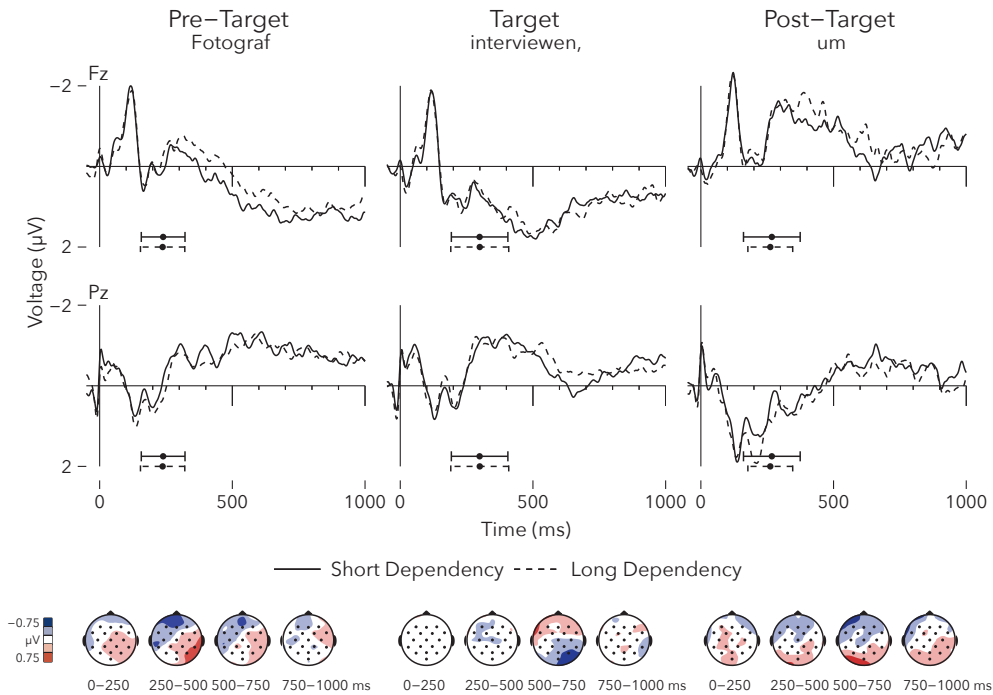 Pre–Target Target Post–Target
Fotograf interviewen, um
Fz
−2
2
Voltage (µV)
Pz
−2
2
0 500 1000 0 500 1000 0 500 1000
Time (ms)
Short Dependency Long Dependency
−0.75
µV
0.75
0–250 250–500 500–750 750–1000 ms 0–250 250–500 500–750 750–1000 ms 0–250 250–500 500–750 750–1000 ms